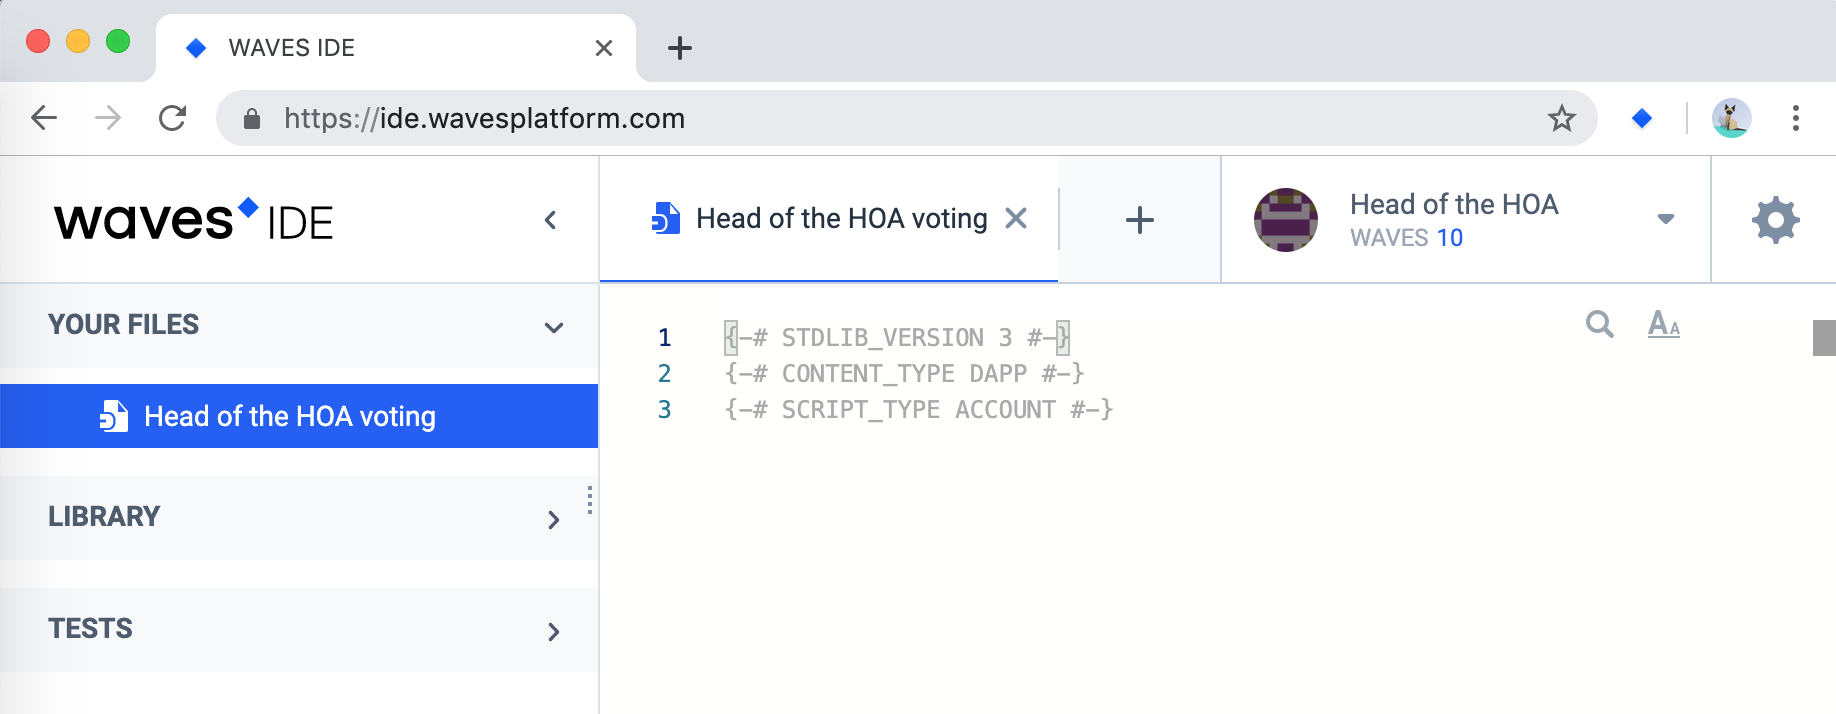 WAVES IDE
https://ide.wavesplatform.com
waves IDE
Head of the HOA voting
Head of the HOA
WAVES 10
YOUR FILES
Head of the HOA voting
LIBRARY
TESTS
1 {-# STDLIB_VERSION 3 #-}
2 {-# CONTENT_TYPE DAPP #-}
3 {-# SCRIPT_TYPE ACCOUNT #-}
AA